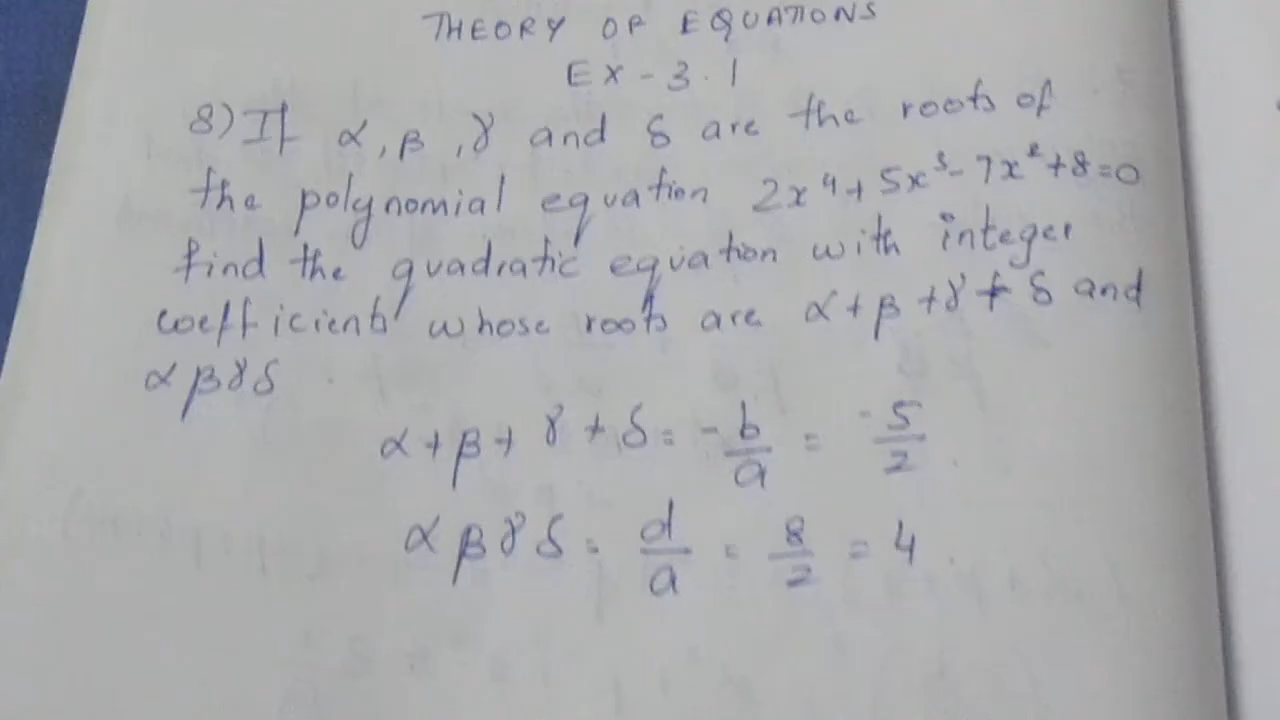 THEORY OF EQUATIONS
EX - 3.1
8) If α, β, γ and δ are the roots of
the polynomial equation 2x⁴ + 5x³ - 7x² + 8 = 0
find the quadratic equation with integer
coefficients whose roots are α + β + γ + δ and
αβγδ.
α + β + γ + δ = -b/a = -5/2
αβγδ = d/a = 8/2 = 4.